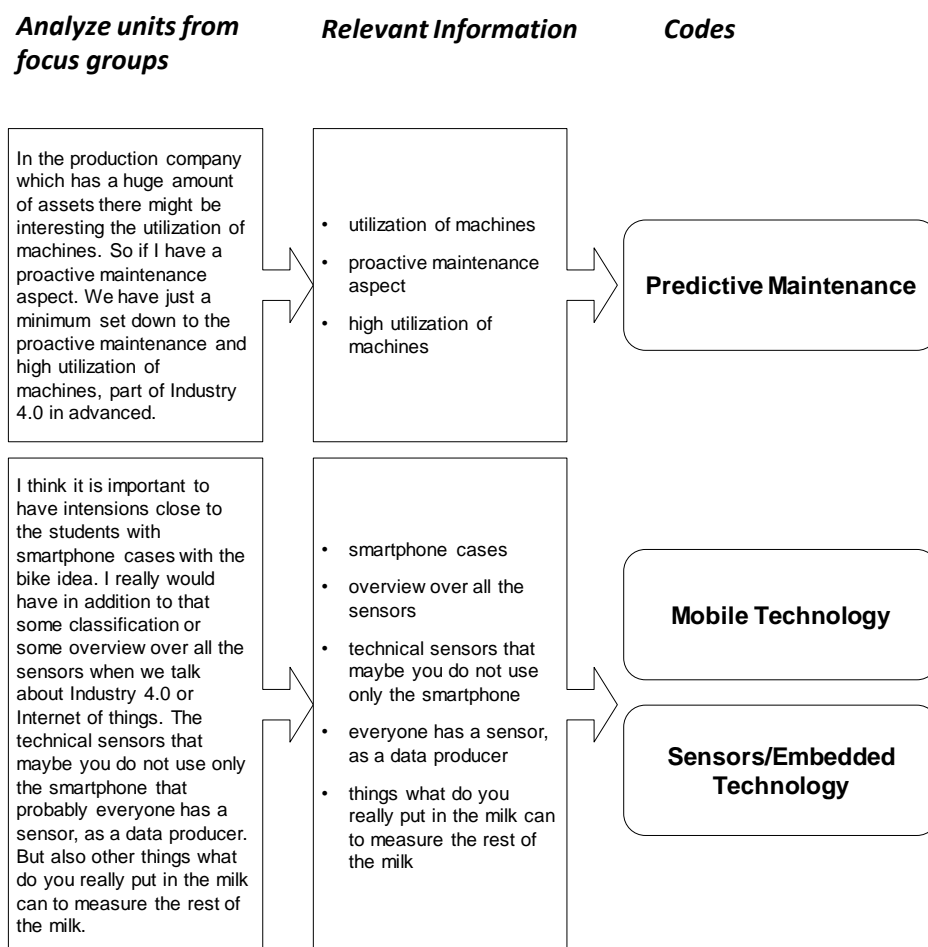 Analyze units from
focus groups
Relevant Information
Codes
In the production company
which has a huge amount
of assets there might be
interesting the utilization of
machines. So if I have a
proactive maintenance
aspect. We have just a
minimum set down to the
proactive maintenance and
high utilization of
machines, part of Industry
4.0 in advanced.
• utilization of machines
• proactive maintenance
aspect
• high utilization of
machines
Predictive Maintenance
I think it is important to
have intensions close to
the students with
smartphone cases with the
bike idea. I really would
have in addition to that
some classification or
some overview over all the
sensors when we talk
about Industry 4.0 or
Internet of things. The
technical sensors that
maybe you do not use only
the smartphone that
probably everyone has a
sensor, as a data producer.
But also other things what
do you really put in the milk
can to measure the rest of
the milk.
• smartphone cases
• overview over all the
sensors
• technical sensors that
maybe you do not use
only the smartphone
• everyone has a sensor,
as a data producer
• things what do you
really put in the milk can
to measure the rest of
the milk
Mobile Technology
Sensors/Embedded
Technology